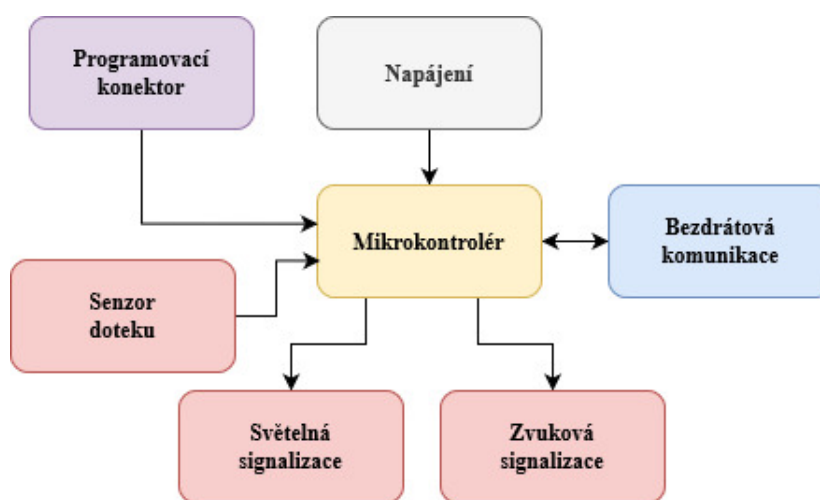 Programovací
konektor
Napájení
Mikrokontrolér
Bezdrátová
komunikace
Senzor
doteku
Světelná
signalizace
Zvuková
signalizace